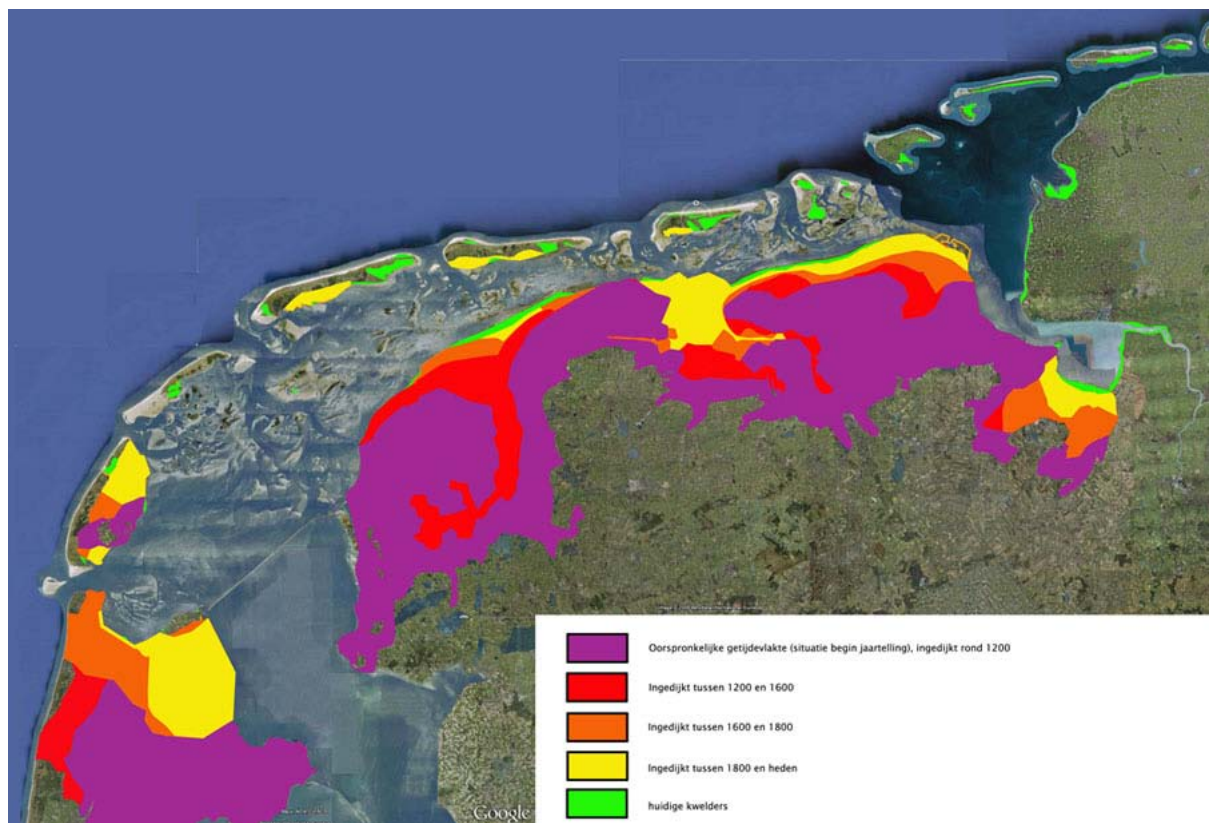 Oorspronkelijke getijdevlakte (situatie begin jaartelling), ingedijkt rond 1200
Ingedijkt tussen 1200 en 1600
Ingedijkt tussen 1600 en 1800
Ingedijkt tussen 1800 en heden
huidige kwelders
Google